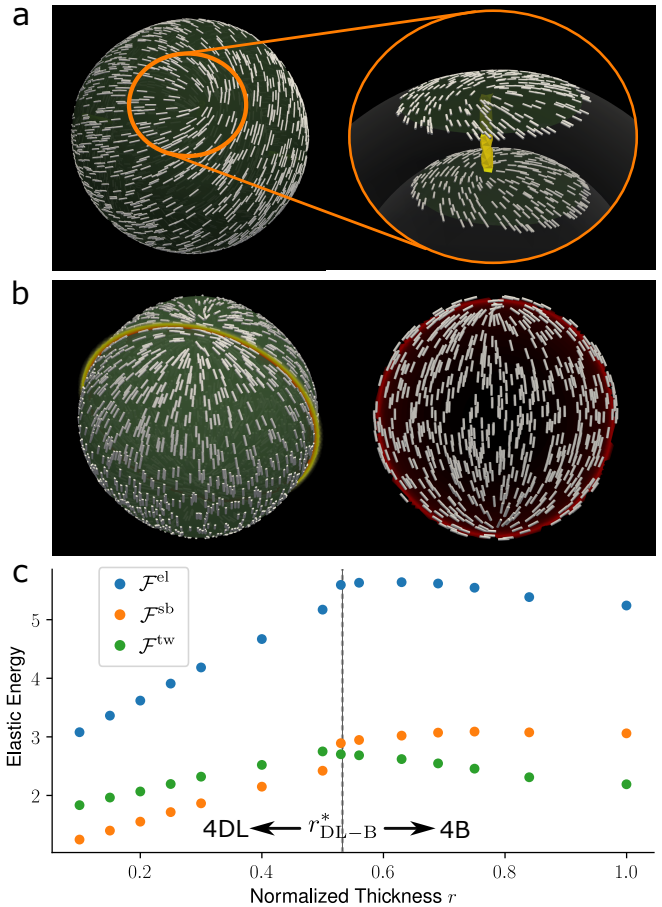 a
b
c
F^el
F^sb
F^tw
5
4
3
2
Elastic Energy
4DL r*_DL−B 4B
0.2 0.4 0.6 0.8 1.0
Normalized Thickness r